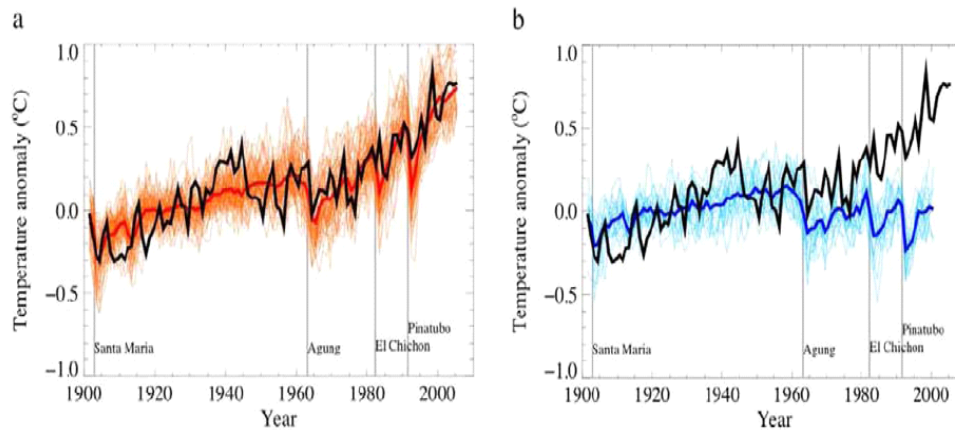 a
Temperature anomaly (°C)
1.0
0.5
0.0
−0.5
−1.0
Santa Maria
Agung
El Chichon
Pinatubo
1900 1920 1940 1960 1980 2000
Year
b
Temperature anomaly (°C)
1.0
0.5
0.0
−0.5
−1.0
Santa Maria
Agung
El Chichon
Pinatubo
1900 1920 1940 1960 1980 2000
Year